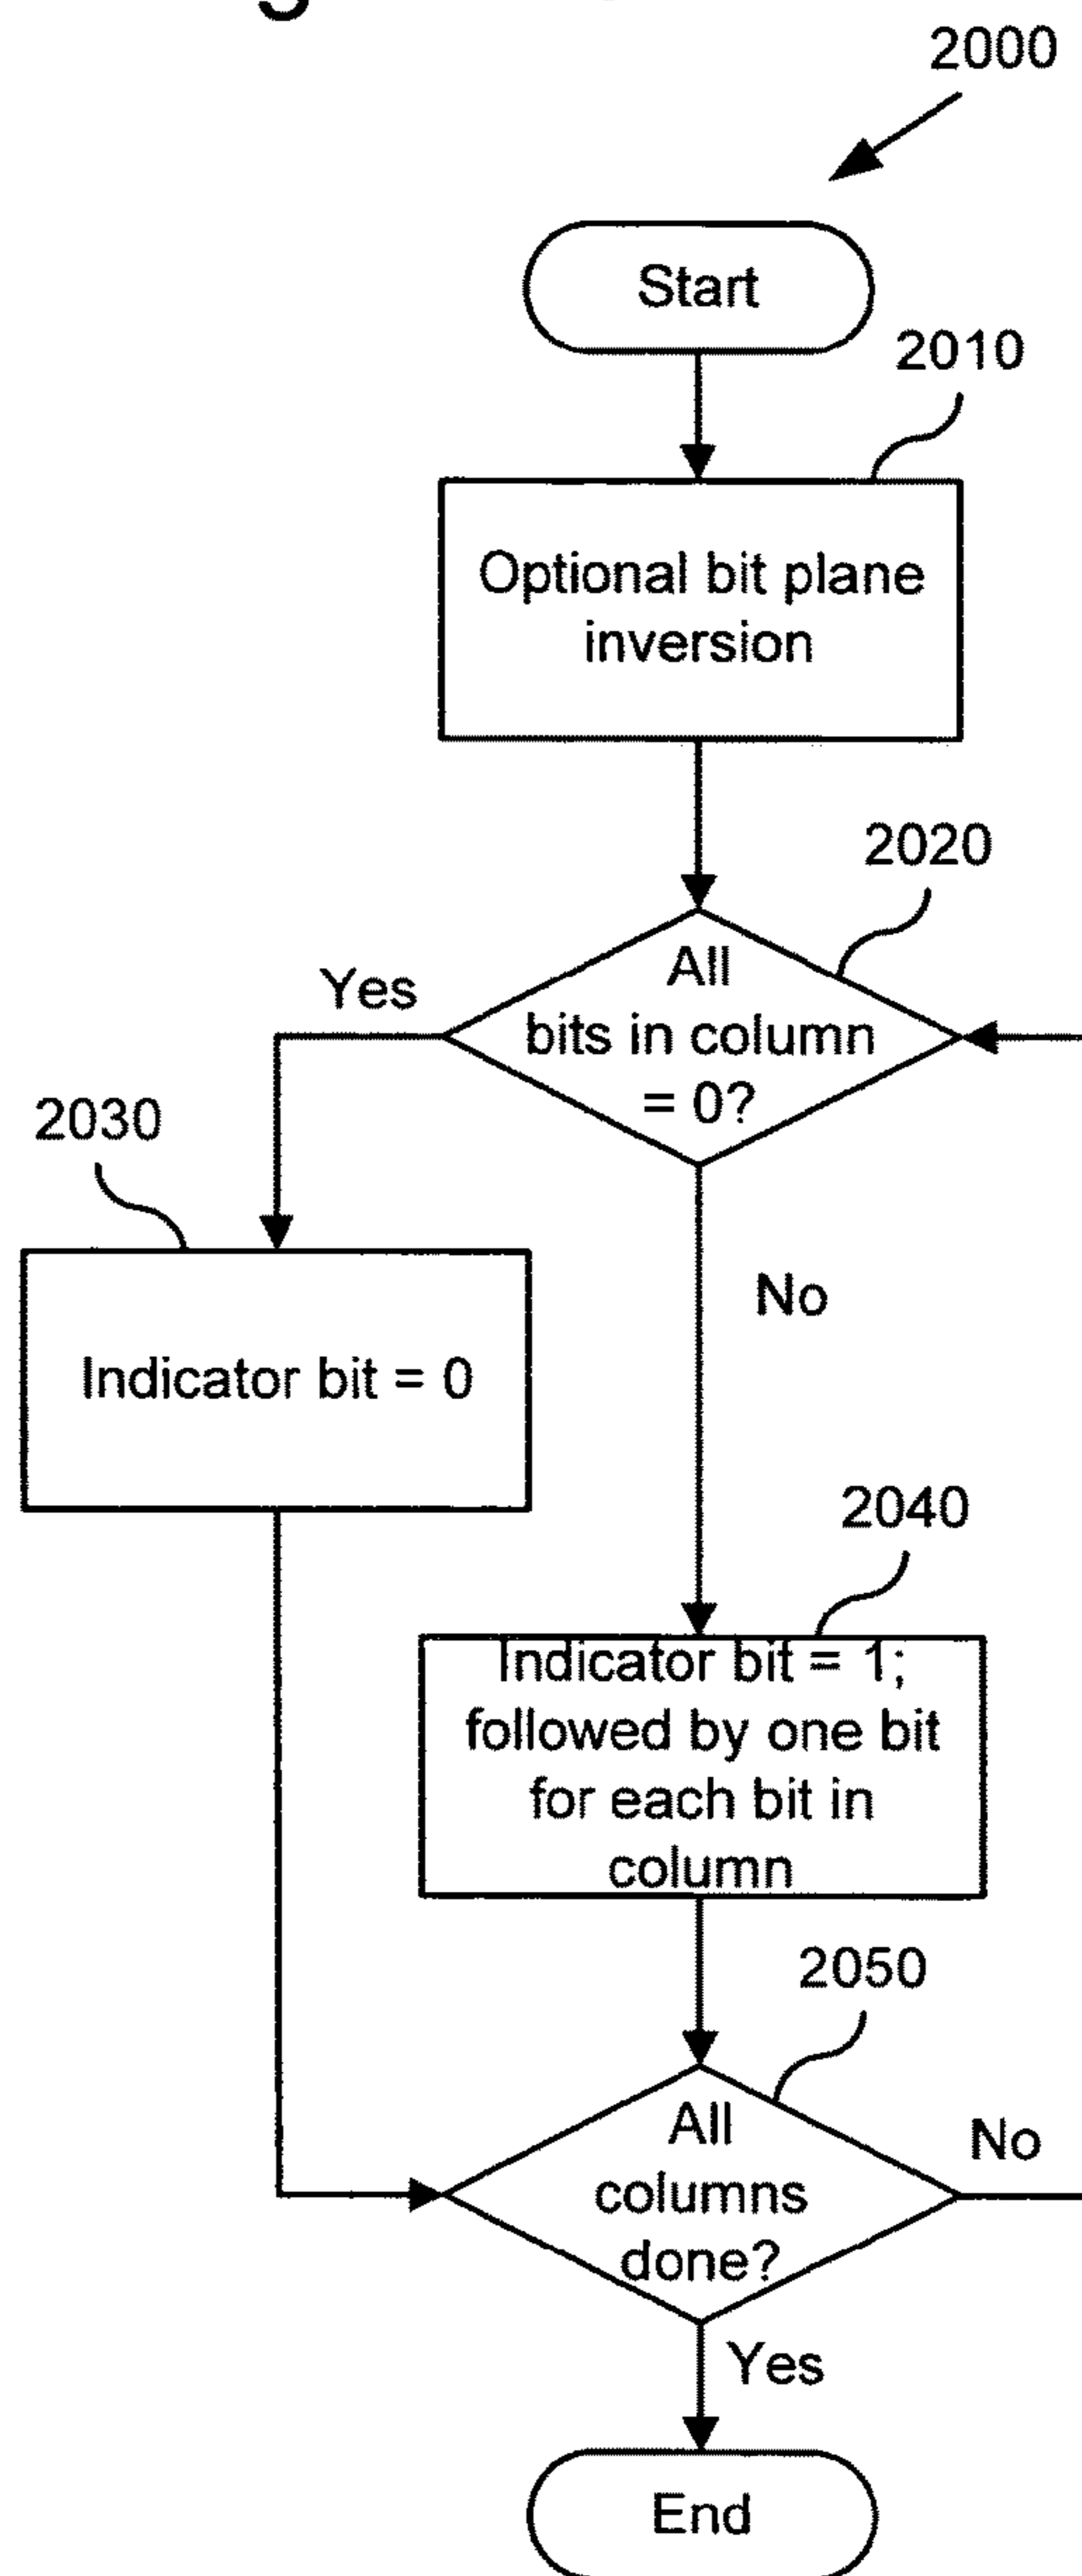 2000
Start
2010
Optional bit plane
inversion
2020
All
bits in column
= 0?
Yes
2030
No
Indicator bit = 0
2040
Indicator bit = 1;
followed by one bit
for each bit in
column
2050
All
columns
done?
No
Yes
End